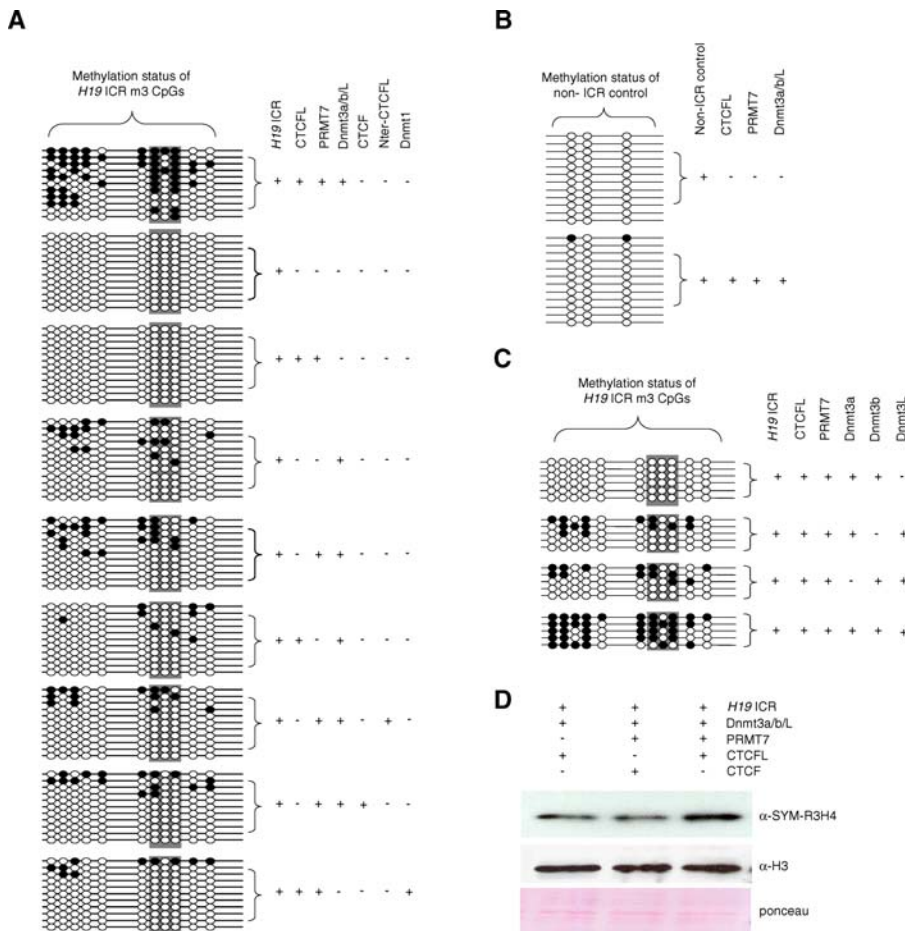 A
Methylation status of
H19 ICR m3 CpGs
H19 ICR
CTCFL
PRMT7
Dnmt3a/b/L
CTCF
Nter-CTCFL
Dnmt1
+ + + + - - -
+ - - - - - -
+ + + - - - -
+ - - + - - -
+ - + + - - -
+ + - + - - -
+ - + + - + -
+ - + + + - -
+ + + - - - +
B
Methylation status of
non- ICR control
Non-ICR control
CTCFL
PRMT7
Dnmt3a/b/L
+ - - -
+ + + +
C
Methylation status of
H19 ICR m3 CpGs
H19 ICR
CTCFL
PRMT7
Dnmt3a
Dnmt3b
Dnmt3L
+ + + + + -
+ + + + - +
+ + + - + +
+ + + + + +
D
+ + + H19 ICR
+ + + Dnmt3a/b/L
- + + PRMT7
+ - + CTCFL
- + - CTCF
α-SYM-R3H4
α-H3
ponceau